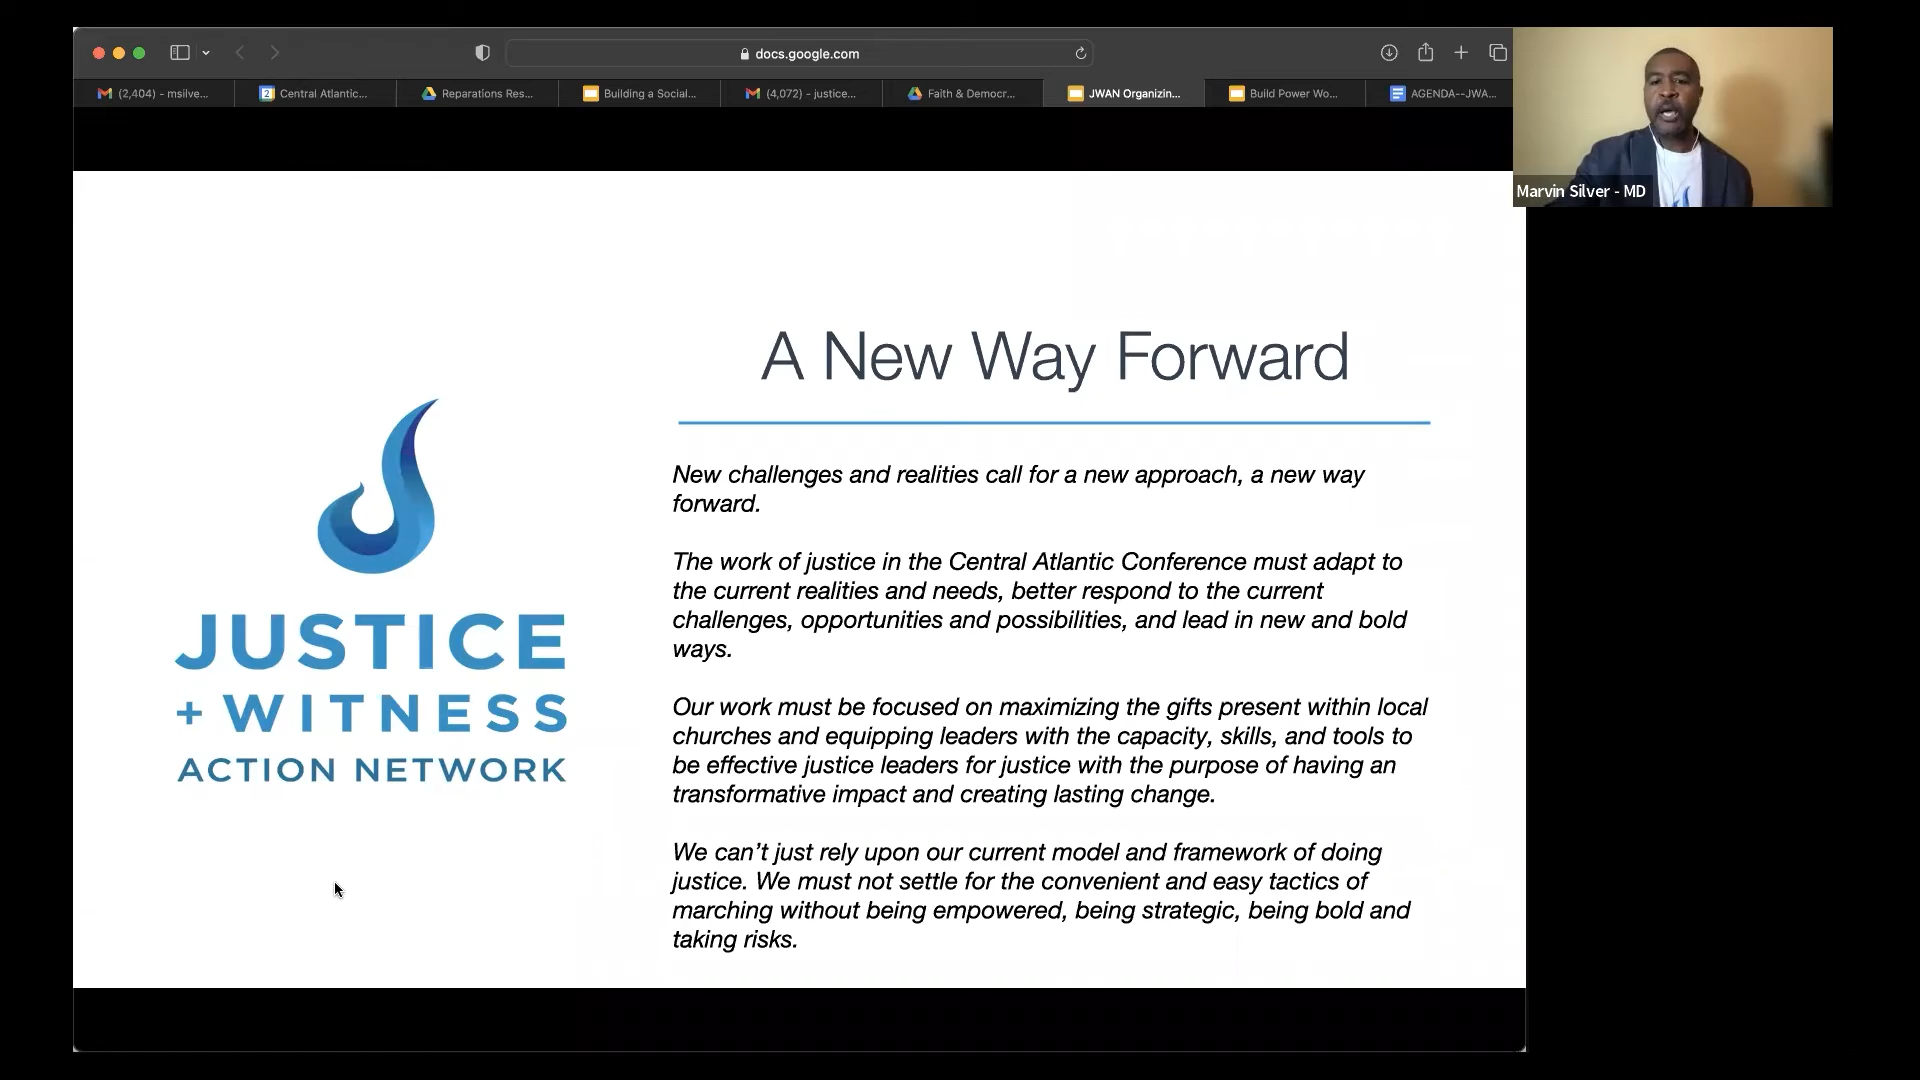 docs.google.com
(2,404) - msilve...
2
Central Atlantic...
Reparations Res...
Building a Social...
(4,072) - justice...
Faith & Democr...
JWAN Organizin...
Build Power Wo...
AGENDA--JWA...
Marvin Silver - MD
A New Way Forward
New challenges and realities call for a new approach, a new way
forward.
The work of justice in the Central Atlantic Conference must adapt to
the current realities and needs, better respond to the current
challenges, opportunities and possibilities, and lead in new and bold
ways.
Our work must be focused on maximizing the gifts present within local
churches and equipping leaders with the capacity, skills, and tools to
be effective justice leaders for justice with the purpose of having an
transformative impact and creating lasting change.
We can't just rely upon our current model and framework of doing
justice. We must not settle for the convenient and easy tactics of
marching without being empowered, being strategic, being bold and
taking risks.
JUSTICE
+ WITNESS
ACTION NETWORK